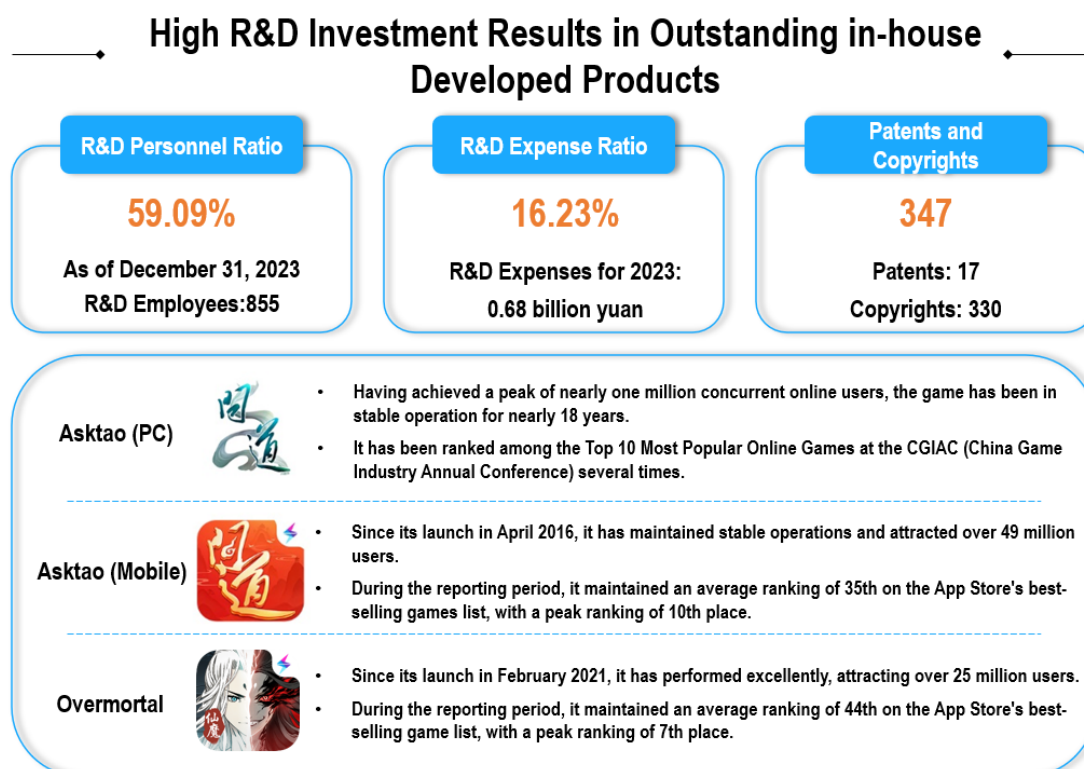 High R&D Investment Results in Outstanding in-house
Developed Products
R&D Personnel Ratio
59.09%
As of December 31, 2023
R&D Employees:855
R&D Expense Ratio
16.23%
R&D Expenses for 2023:
0.68 billion yuan
Patents and
Copyrights
347
Patents: 17
Copyrights: 330
Asktao (PC)
问道
• Having achieved a peak of nearly one million concurrent online users, the game has been in
stable operation for nearly 18 years.
• It has been ranked among the Top 10 Most Popular Online Games at the CGIAC (China Game
Industry Annual Conference) several times.
Asktao (Mobile)
问道
• Since its launch in April 2016, it has maintained stable operations and attracted over 49 million
users.
• During the reporting period, it maintained an average ranking of 35th on the App Store's best-
selling games list, with a peak ranking of 10th place.
Overmortal
仙魔
• Since its launch in February 2021, it has performed excellently, attracting over 25 million users.
• During the reporting period, it maintained an average ranking of 44th on the App Store's best-
selling game list, with a peak ranking of 7th place.